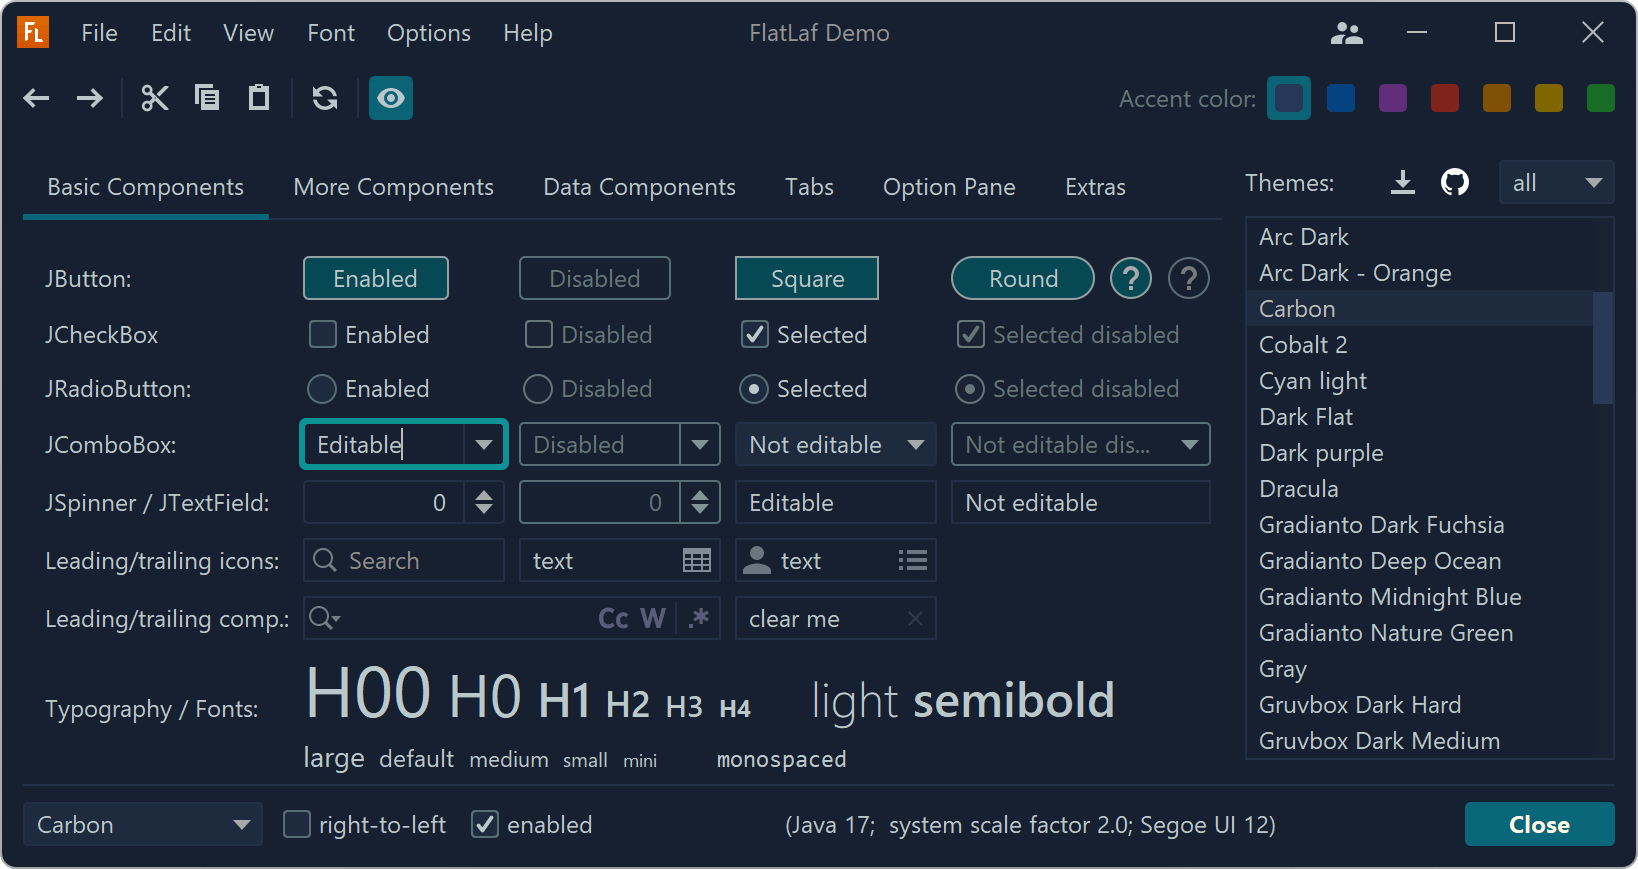 FL File Edit View Font Options Help FlatLaf Demo
Accent color:
Basic Components More Components Data Components Tabs Option Pane Extras
Themes: all
JButton: Enabled Disabled Square Round ? ?
JCheckBox Enabled Disabled Selected Selected disabled
JRadioButton: Enabled Disabled Selected Selected disabled
JComboBox: Editable Disabled Not editable Not editable dis...
JSpinner / JTextField: 0 0 Editable Not editable
Leading/trailing icons: Search text text
Leading/trailing comp.: Cc W .* clear me
Typography / Fonts: H00 H0 H1 H2 H3 H4 light semibold
large default medium small mini monospaced
Arc Dark
Arc Dark - Orange
Carbon
Cobalt 2
Cyan light
Dark Flat
Dark purple
Dracula
Gradianto Dark Fuchsia
Gradianto Deep Ocean
Gradianto Midnight Blue
Gradianto Nature Green
Gray
Gruvbox Dark Hard
Gruvbox Dark Medium
Carbon right-to-left enabled (Java 17; system scale factor 2.0; Segoe UI 12) Close